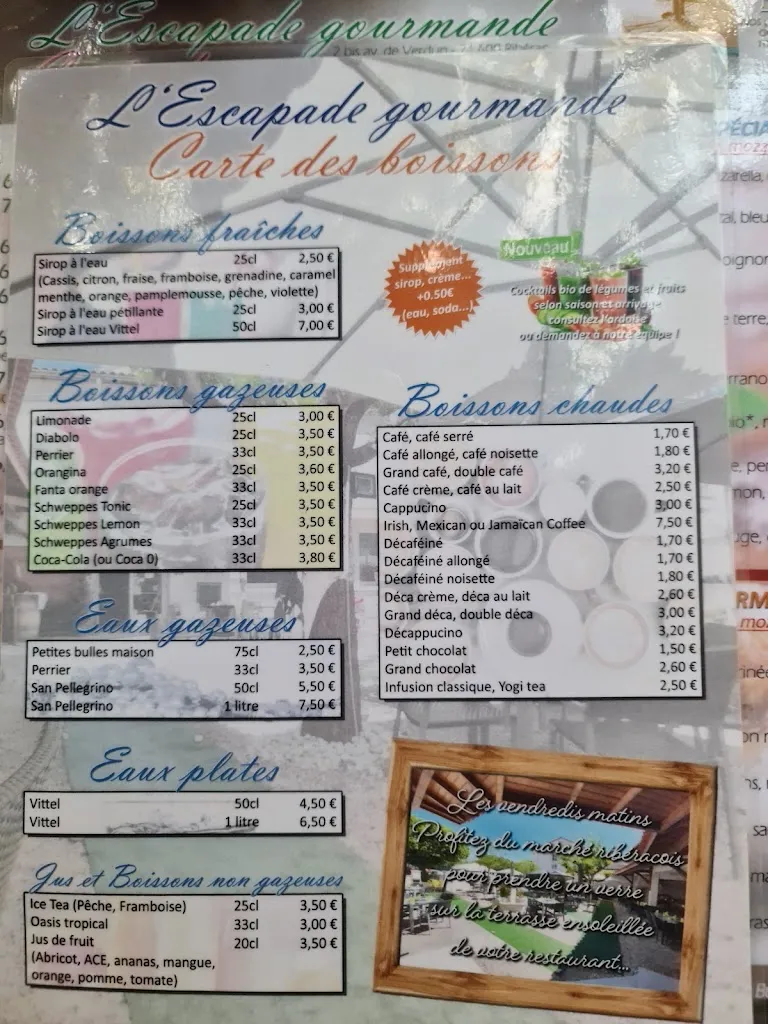 L'Escapade gourmande
2 bis av. de Verdun - 24 600 Ribérac
L'Escapade gourmande
Carte des boissons
Boissons fraîches
Sirop à l'eau 25cl 2,50 €
(Cassis, citron, fraise, framboise, grenadine, caramel
menthe, orange, pamplemousse, pêche, violette)
Sirop à l'eau pétillante 25cl 3,00 €
Sirop à l'eau Vittel 50cl 7,00 €
Supplément
sirop, crème...
+0.50€
(eau, soda...)
Nouveau !
Cocktails bio de légumes et fruits
selon saison et arrivage
consultez l'ardoise
ou demandez à notre équipe !
Boissons gazeuses
Limonade 25cl 3,00 €
Diabolo 25cl 3,50 €
Perrier 33cl 3,50 €
Orangina 25cl 3,60 €
Fanta orange 33cl 3,50 €
Schweppes Tonic 25cl 3,50 €
Schweppes Lemon 33cl 3,50 €
Schweppes Agrumes 33cl 3,50 €
Coca-Cola (ou Coca 0) 33cl 3,80 €
Eaux gazeuses
Petites bulles maison 75cl 2,50 €
Perrier 33cl 3,50 €
San Pellegrino 50cl 5,50 €
San Pellegrino 1 litre 7,50 €
Eaux plates
Vittel 50cl 4,50 €
Vittel 1 litre 6,50 €
Jus et Boissons non gazeuses
Ice Tea (Pêche, Framboise) 25cl 3,50 €
Oasis tropical 33cl 3,00 €
Jus de fruit 20cl 3,50 €
(Abricot, ACE, ananas, mangue,
orange, pomme, tomate)
Boissons chaudes
Café, café serré 1,70 €
Café allongé, café noisette 1,80 €
Grand café, double café 3,20 €
Café crème, café au lait 2,50 €
Cappucino 3,00 €
Irish, Mexican ou Jamaïcan Coffee 7,50 €
Décaféiné 1,70 €
Décaféiné allongé 1,70 €
Décaféiné noisette 1,80 €
Déca crème, déca au lait 2,60 €
Grand déca, double déca 3,00 €
Décappucino 3,20 €
Petit chocolat 1,50 €
Grand chocolat 2,60 €
Infusion classique, Yogi tea 2,50 €
Les vendredis matins
Profitez du marché ribéracois
pour prendre un verre
sur la terrasse ensoleillée
de votre restaurant...